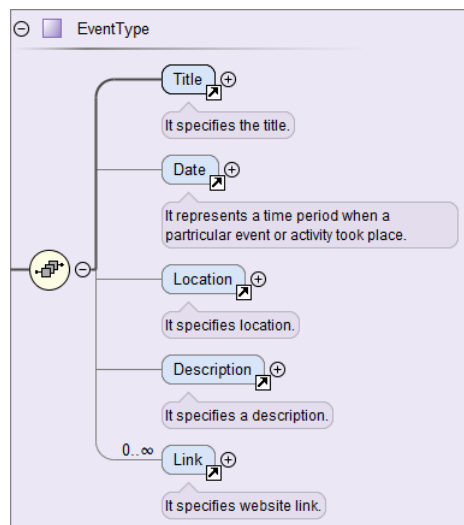 EventType
Title
It specifies the title.
Date
It represents a time period when a
partricular event or activity took place.
Location
It specifies location.
Description
It specifies a description.
0..∞
Link
It specifies website link.